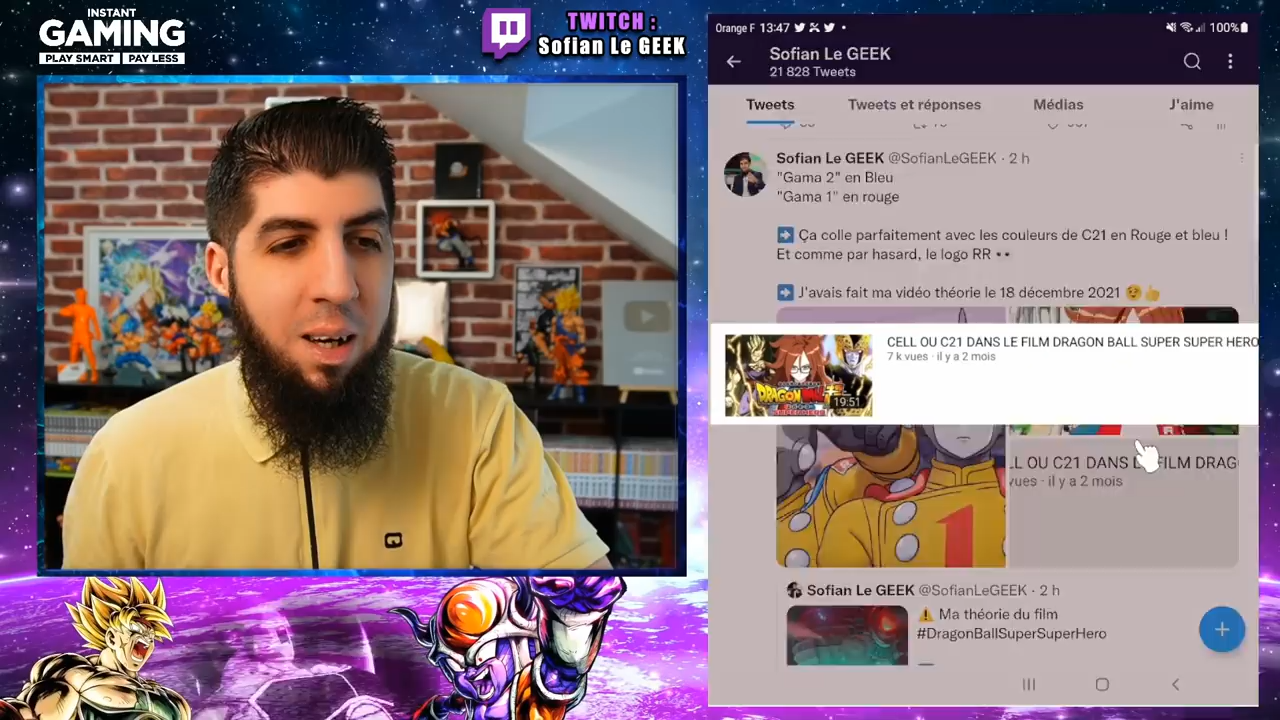 INSTANT
GAMING
PLAY SMART PAY LESS
TWITCH :
Sofian Le GEEK
Orange F 13:47
100%
Sofian Le GEEK
21 828 Tweets
Tweets
Tweets et réponses
Médias
J'aime
Sofian Le GEEK @SofianLeGEEK · 2 h
"Gama 2" en Bleu
"Gama 1" en rouge
➡️ Ça colle parfaitement avec les couleurs de C21 en Rouge et bleu !
Et comme par hasard, le logo RR 👀
➡️ J'avais fait ma vidéo théorie le 18 décembre 2021 😉👍
CELL OU C21 DANS LE FILM DRAGON BALL SUPER SUPER HERO
7 k vues · il y a 2 mois
DRAGON BALL
19:51
LL OU C21 DANS LE FILM DRAG
vues · il y a 2 mois
1
Sofian Le GEEK @SofianLeGEEK · 2 h
⚠️ Ma théorie du film
#DragonBallSuperSuperHero